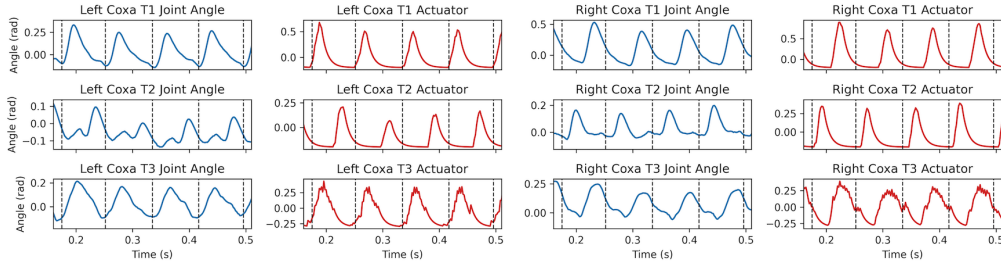 Left Coxa T1 Joint Angle
Left Coxa T1 Actuator
Right Coxa T1 Joint Angle
Right Coxa T1 Actuator
Angle (rad)
0.25
0.00
0.5
0.0
0.5
0.0
0.5
0.0
Left Coxa T2 Joint Angle
Left Coxa T2 Actuator
Right Coxa T2 Joint Angle
Right Coxa T2 Actuator
Angle (rad)
0.1
0.0
−0.1
0.25
0.00
0.2
0.0
0.25
0.00
Left Coxa T3 Joint Angle
Left Coxa T3 Actuator
Right Coxa T3 Joint Angle
Right Coxa T3 Actuator
Angle (rad)
0.2
0.0
0.25
0.00
−0.25
0.25
0.00
0.25
0.00
−0.25
0.2 0.3 0.4 0.5
0.2 0.3 0.4 0.5
0.2 0.3 0.4 0.5
0.2 0.3 0.4 0.5
Time (s)
Time (s)
Time (s)
Time (s)